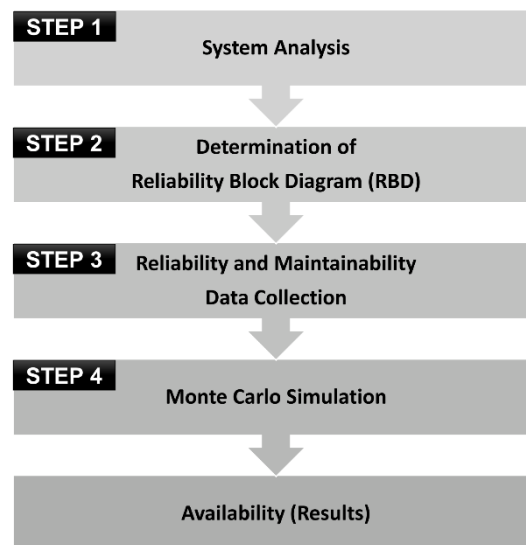 STEP 1
System Analysis
STEP 2
Determination of
Reliability Block Diagram (RBD)
STEP 3
Reliability and Maintainability
Data Collection
STEP 4
Monte Carlo Simulation
Availability (Results)